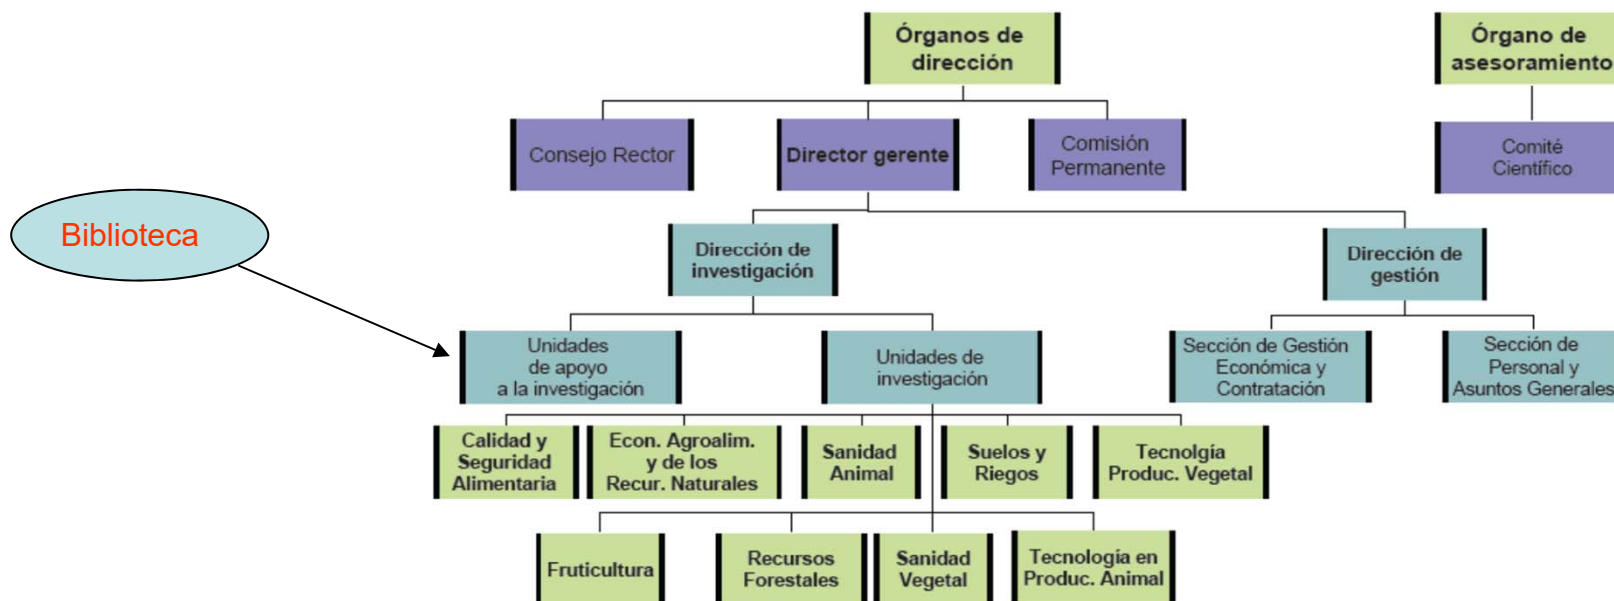 Órganos de
dirección
Órgano de
asesoramiento
Consejo Rector
Director gerente
Comisión
Permanente
Comité
Científico
Biblioteca
Dirección de
investigación
Dirección de
gestión
Unidades
de apoyo
a la investigación
Unidades de
investigación
Sección de Gestión
Económica y
Contratación
Sección de
Personal y
Asuntos Generales
Calidad y
Seguridad
Alimentaria
Econ. Agroalim.
y de los
Recur. Naturales
Sanidad
Animal
Suelos y
Riegos
Tecnolgía
Produc. Vegetal
Fruticultura
Recursos
Forestales
Sanidad
Vegetal
Tecnología en
Produc. Animal